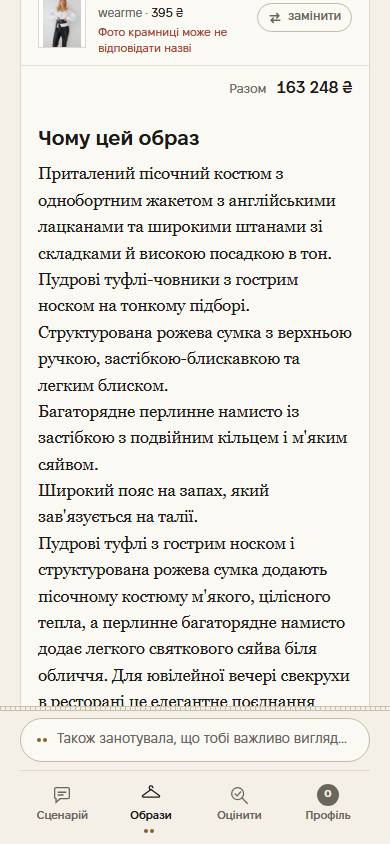 wearme · 395 ₴
замінити
Фото крамниці може не
відповідати назві
Разом 163 248 ₴
Чому цей образ
Приталений пісочний костюм з
однобортним жакетом з англійськими
лацканами та широкими штанами зі
складками й високою посадкою в тон.
Пудрові туфлі-човники з гострим
носком на тонкому підборі.
Структурована рожева сумка з верхньою
ручкою, застібкою-блискавкою та
легким блиском.
Багаторядне перлинне намисто із
застібкою з подвійним кільцем і м'яким
сяйвом.
Широкий пояс на запах, який
зав'язується на талії.
Пудрові туфлі з гострим носком і
структурована рожева сумка додають
пісочному костюму м'якого, цілісного
тепла, а перлинне багаторядне намисто
додає легкого святкового сяйва біля
обличчя. Для ювілейної вечері свекрухи
в ресторані це елегантне поєднання
Також занотувала, що тобі важливо вигляд...
Сценарій
Образи
Оцінити
0
Профіль